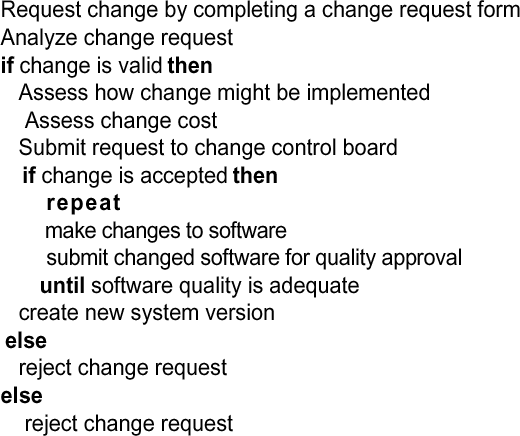 Request change by completing a change request form
Analyze change request
if change is valid then
Assess how change might be implemented
Assess change cost
Submit request to change control board
if change is accepted then
repeat
make changes to software
submit changed software for quality approval
until software quality is adequate
create new system version
else
reject change request
else
reject change request